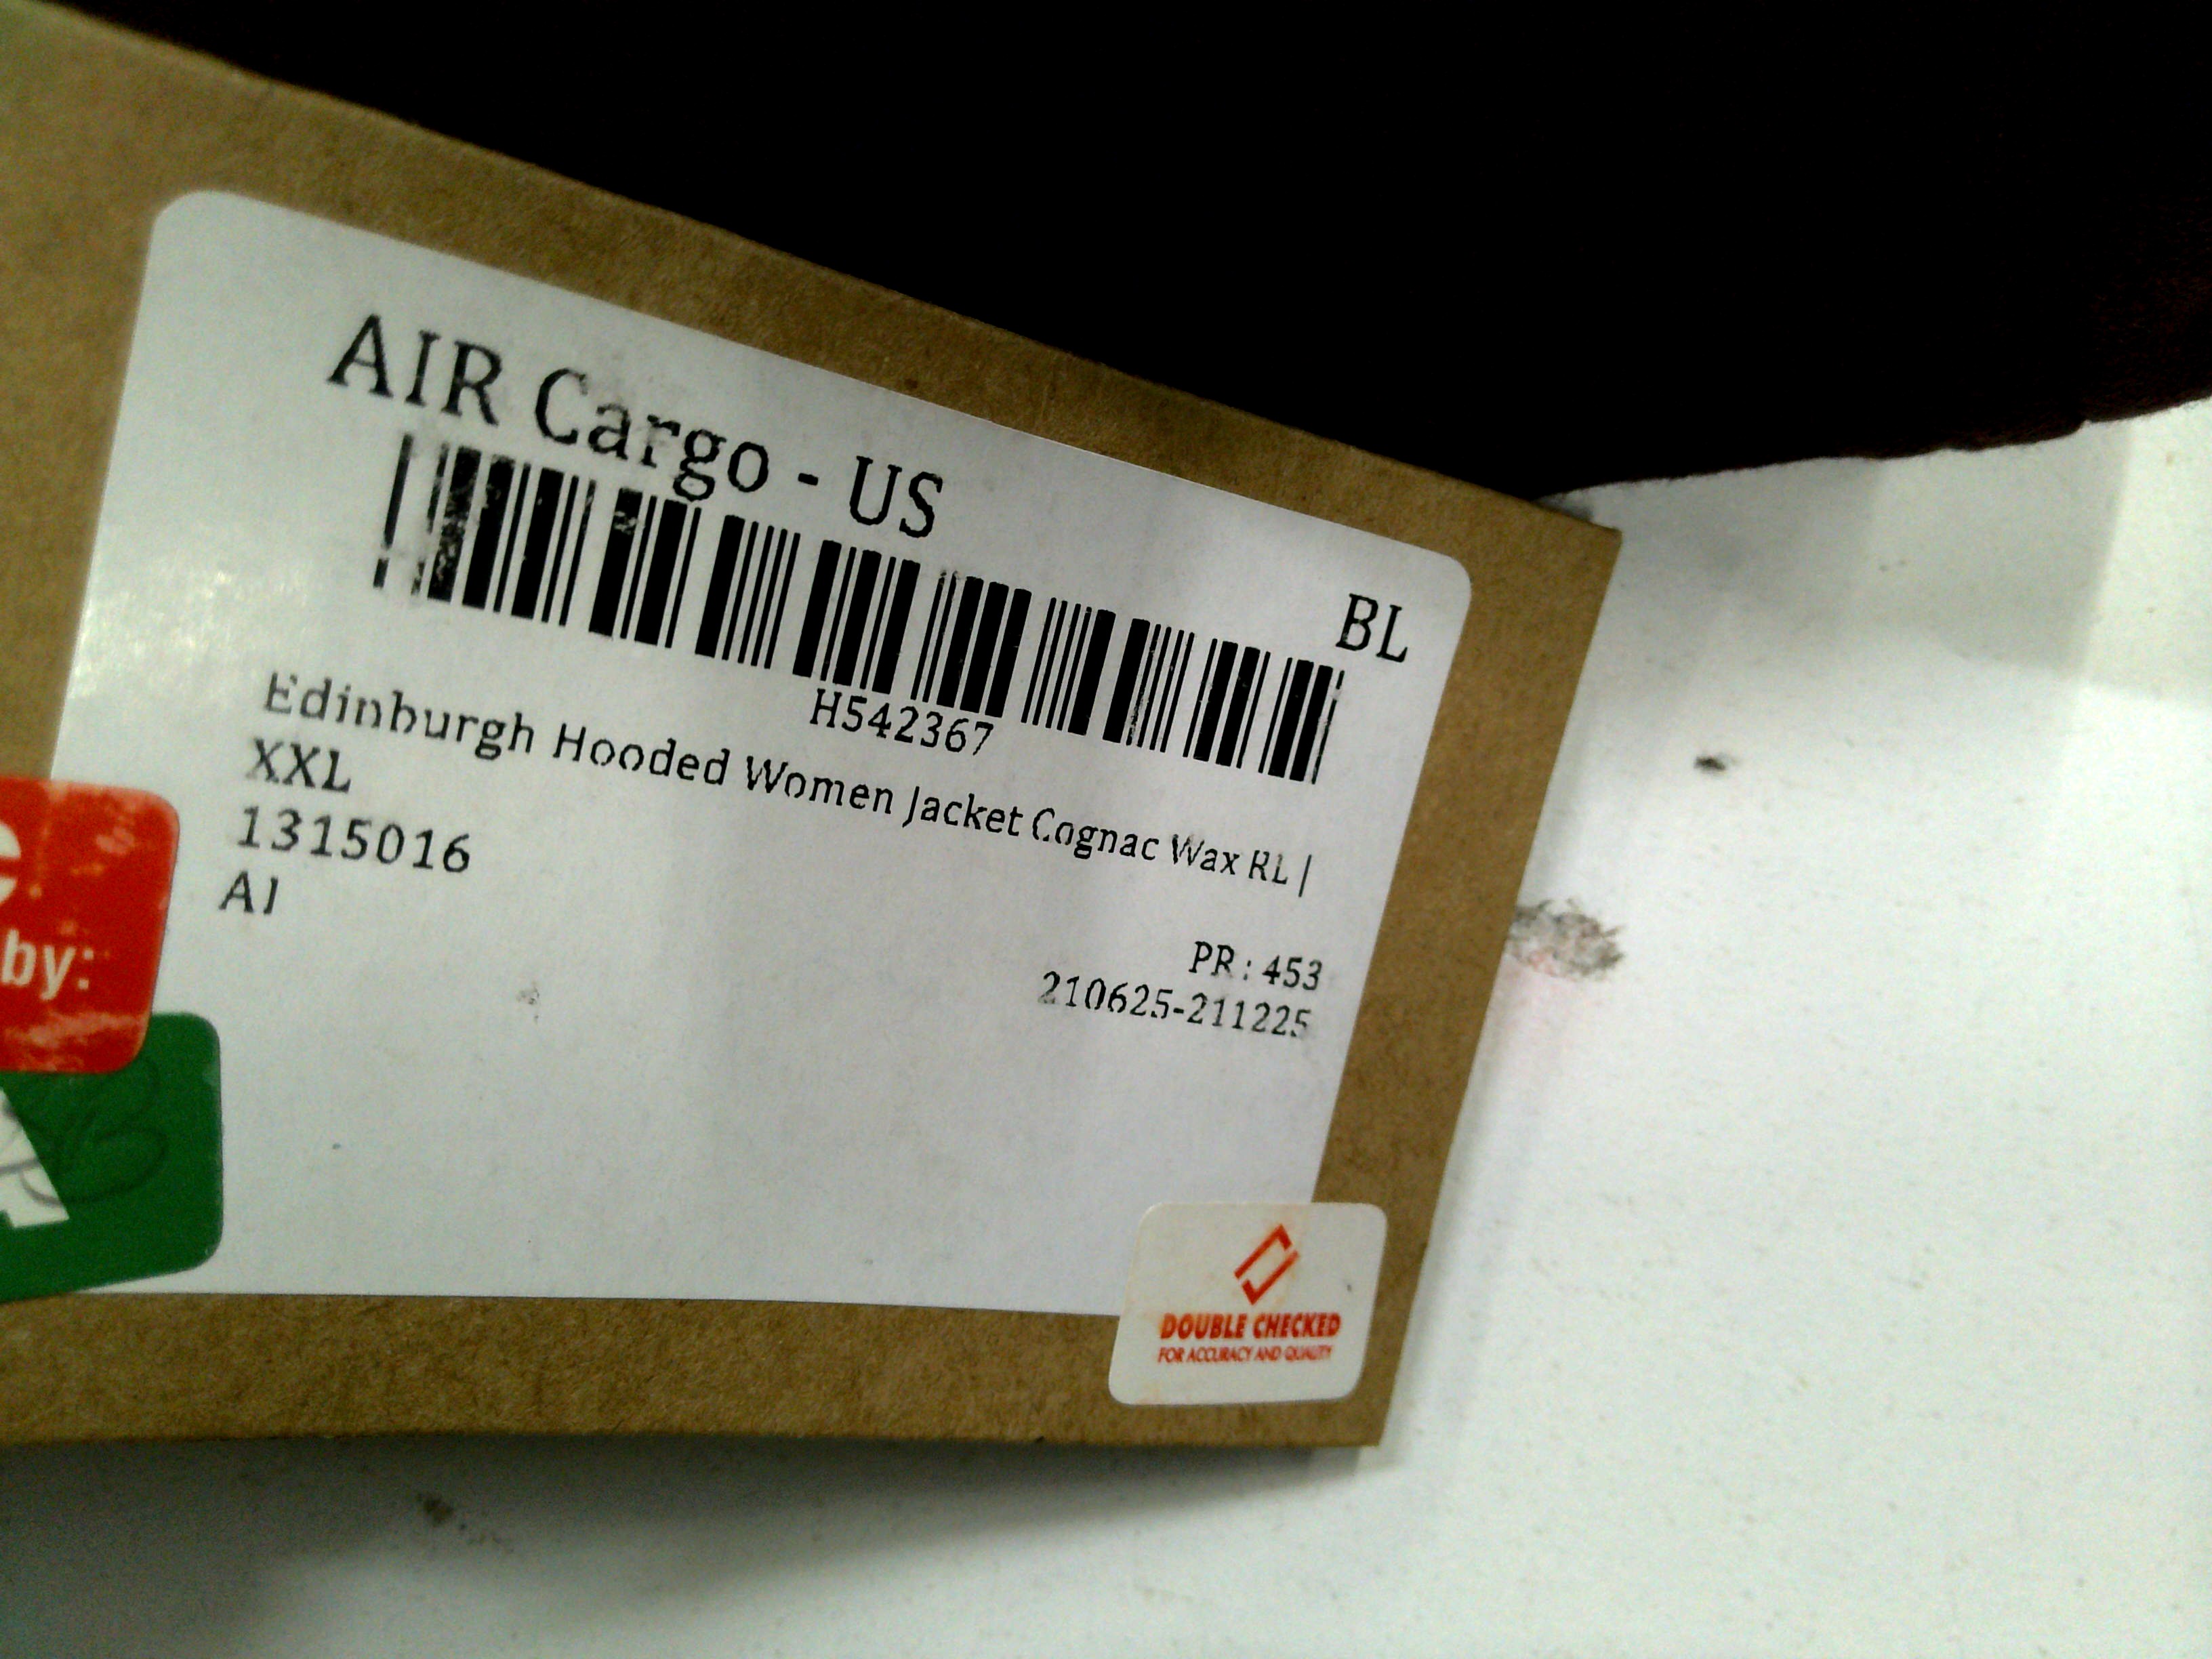 AIR Cargo - US
BL
H542367
Edinburgh Hooded Women Jacket Cognac Wax RL |
XXL
1315016
AJ
PR : 453
210625-211225
by:
DOUBLE CHECKED
FOR ACCURACY AND QUALITY